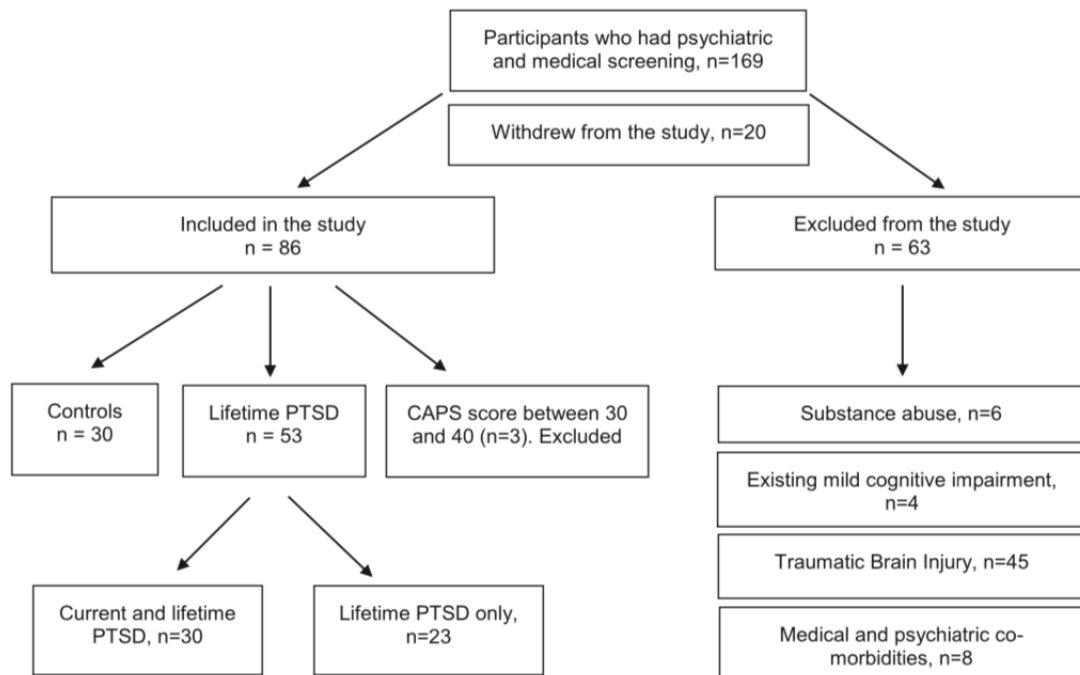 Participants who had psychiatric
and medical screening, n=169
Withdrew from the study, n=20
Included in the study
n = 86
Excluded from the study
n = 63
Controls
n = 30
Lifetime PTSD
n = 53
CAPS score between 30
and 40 (n=3). Excluded
Substance abuse, n=6
Existing mild cognitive impairment,
n=4
Traumatic Brain Injury, n=45
Medical and psychiatric co-
morbidities, n=8
Current and lifetime
PTSD, n=30
Lifetime PTSD only,
n=23